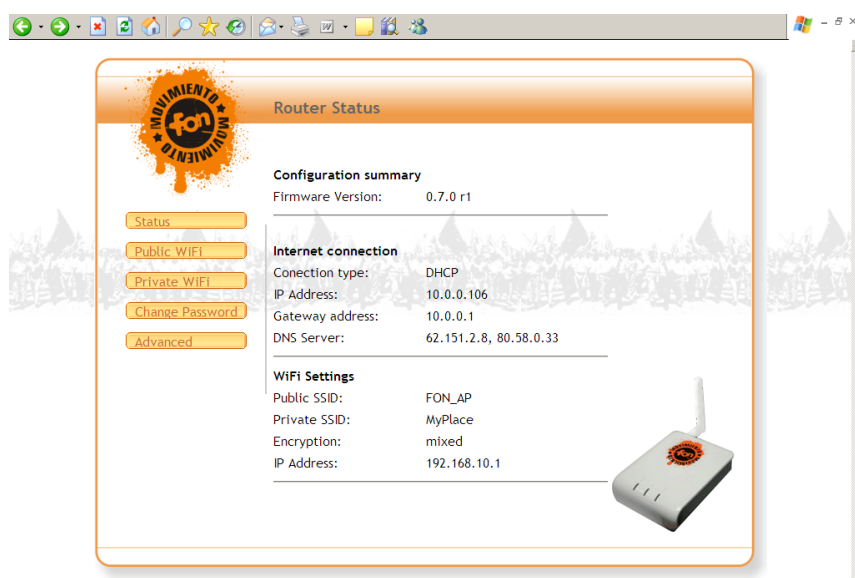 MOVIMIENTO
fon
MOVIMIENTO
Router Status
Configuration summary
Firmware Version: 0.7.0 r1
Status
Public WiFi
Private WiFi
Change Password
Advanced
Internet connection
Conection type: DHCP
IP Address: 10.0.0.106
Gateway address: 10.0.0.1
DNS Server: 62.151.2.8, 80.58.0.33
WiFi Settings
Public SSID: FON_AP
Private SSID: MyPlace
Encryption: mixed
IP Address: 192.168.10.1
fon